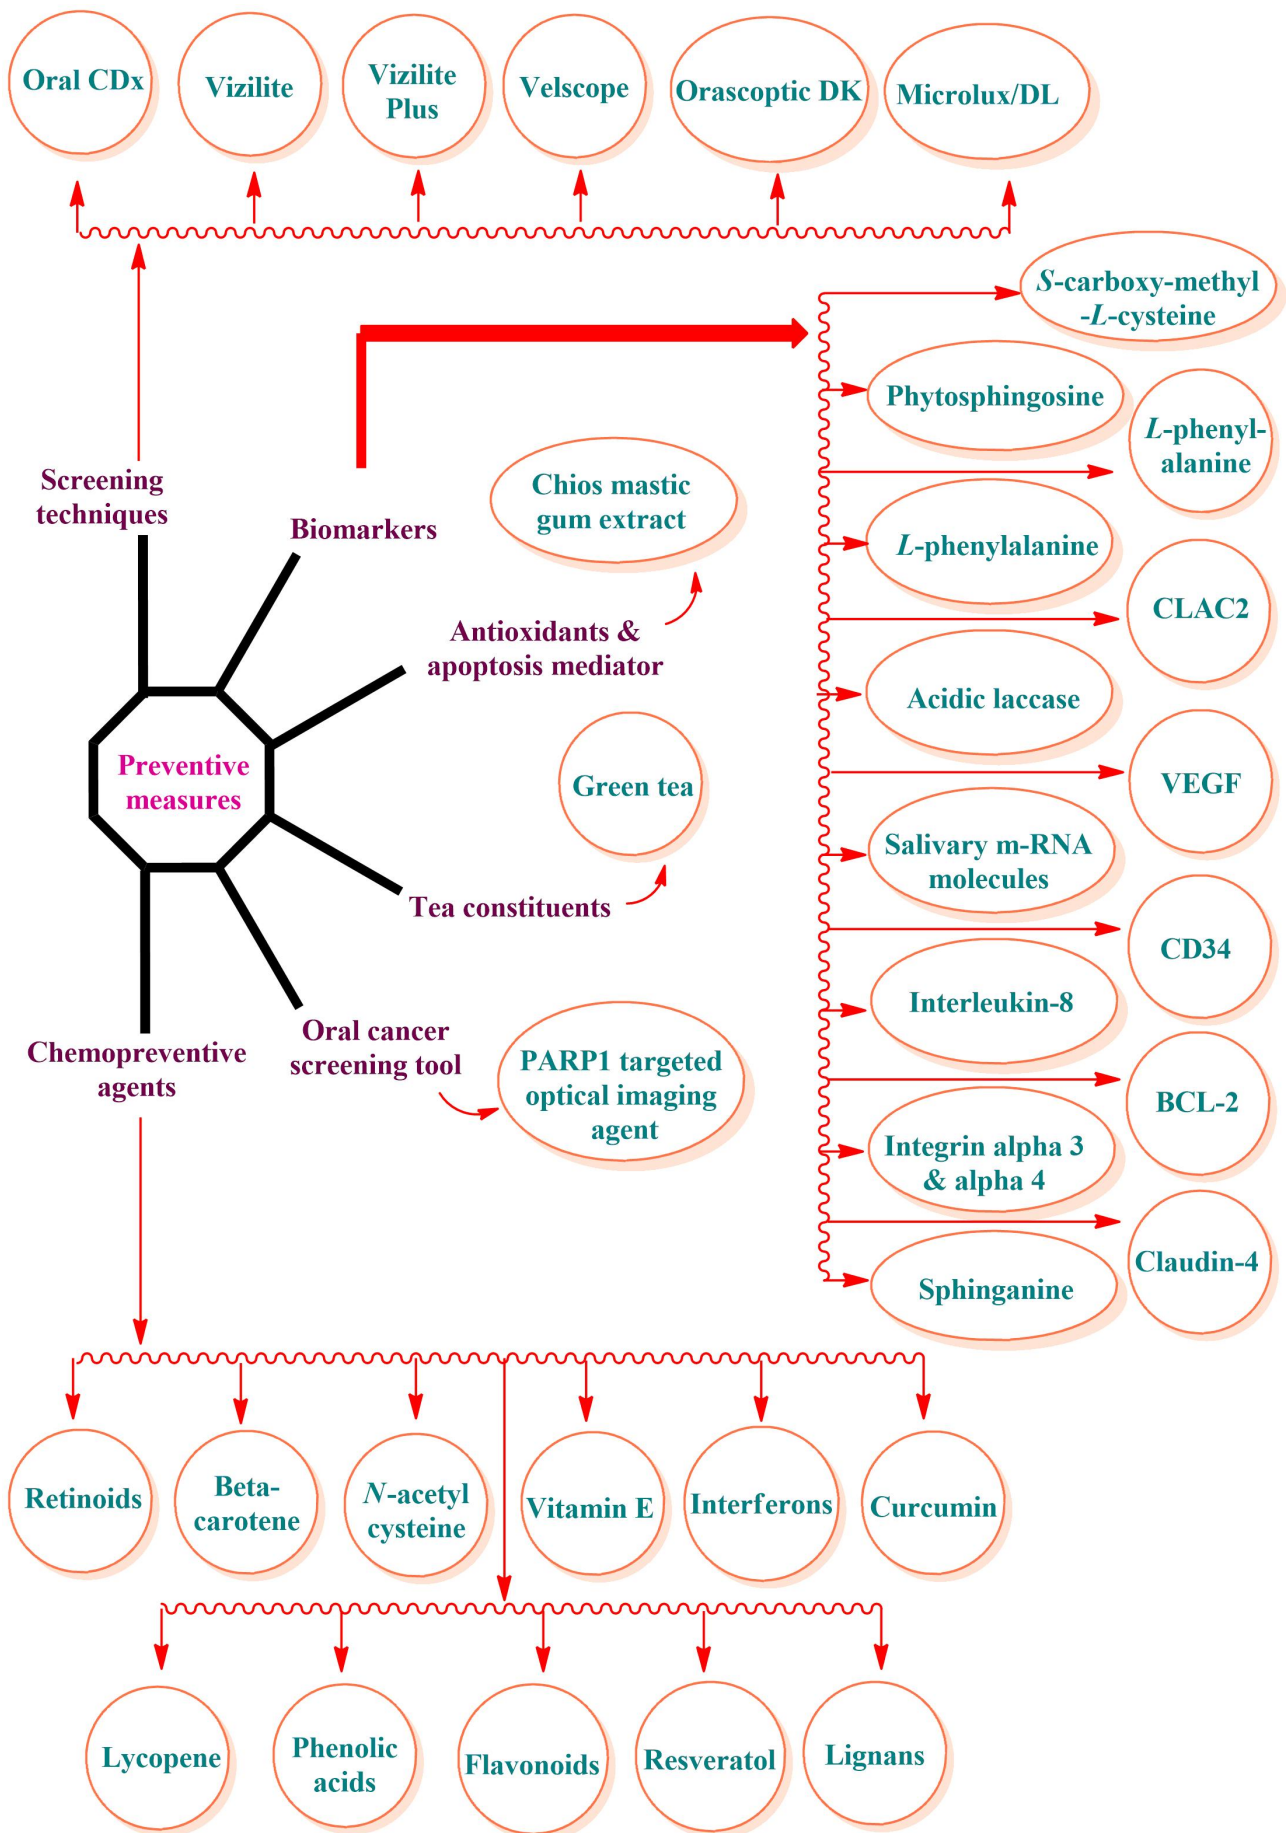 Oral CDx
Vizilite
Vizilite
Plus
Velscope
Orascoptic DK
Microlux/DL
Screening
techniques
Biomarkers
Antioxidants &
apoptosis mediator
Preventive
measures
Tea constituents
Oral cancer
screening tool
Chemopreventive
agents
Chios mastic
gum extract
Green tea
PARP1 targeted
optical imaging
agent
S-carboxy-methyl
-L-cysteine
Phytosphingosine
L-phenyl-
alanine
L-phenylalanine
CLAC2
Acidic laccase
VEGF
Salivary m-RNA
molecules
CD34
Interleukin-8
BCL-2
Integrin alpha 3
& alpha 4
Claudin-4
Sphinganine
Retinoids
Beta-
carotene
N-acetyl
cysteine
Vitamin E
Interferons
Curcumin
Lycopene
Phenolic
acids
Flavonoids
Resveratol
Lignans